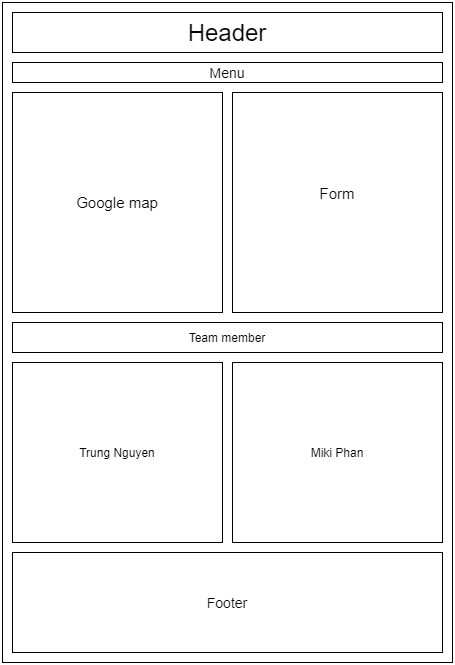 Header
Menu
Google map
Form
Team member
Trung Nguyen
Miki Phan
Footer